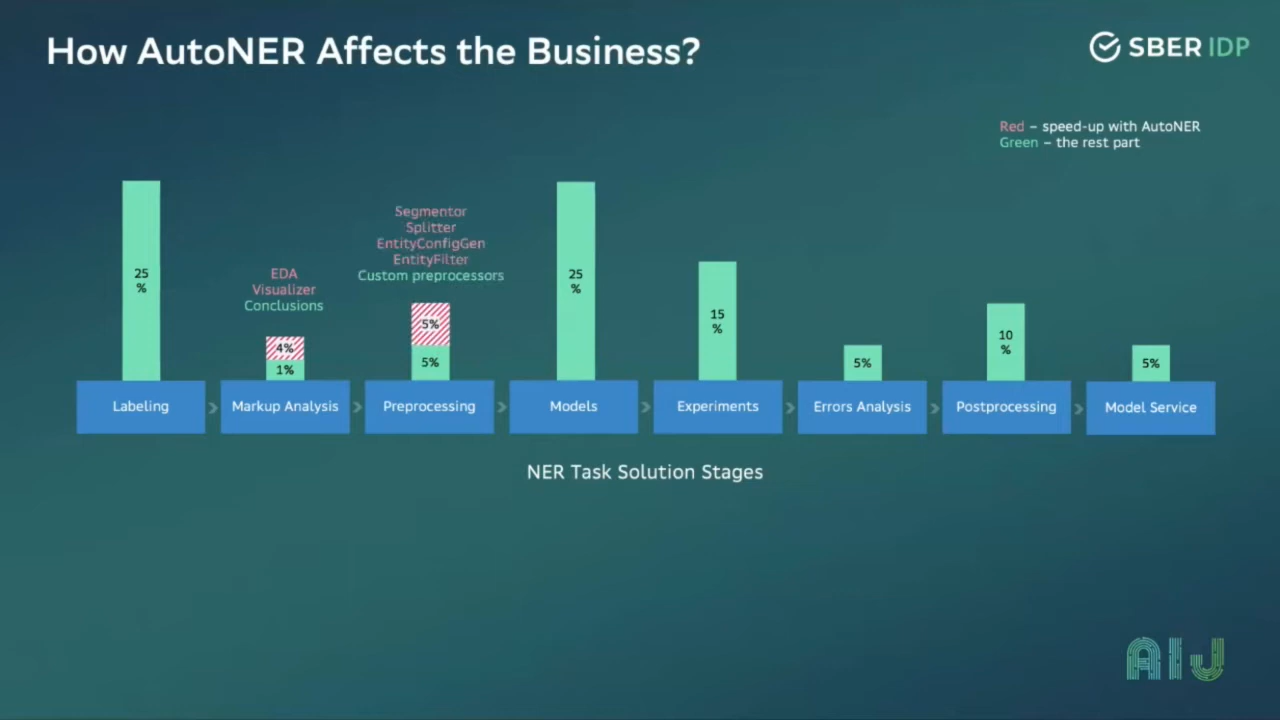 How AutoNER Affects the Business?
SBER IDP
Red – speed-up with AutoNER
Green – the rest part
25
%
EDA
Visualizer
Conclusions
4%
1%
Segmentor
Splitter
EntityConfigGen
EntityFilter
Custom preprocessors
5%
5%
25
%
15
%
5%
10
%
5%
Labeling
Markup Analysis
Preprocessing
Models
Experiments
Errors Analysis
Postprocessing
Model Service
NER Task Solution Stages
AIJ